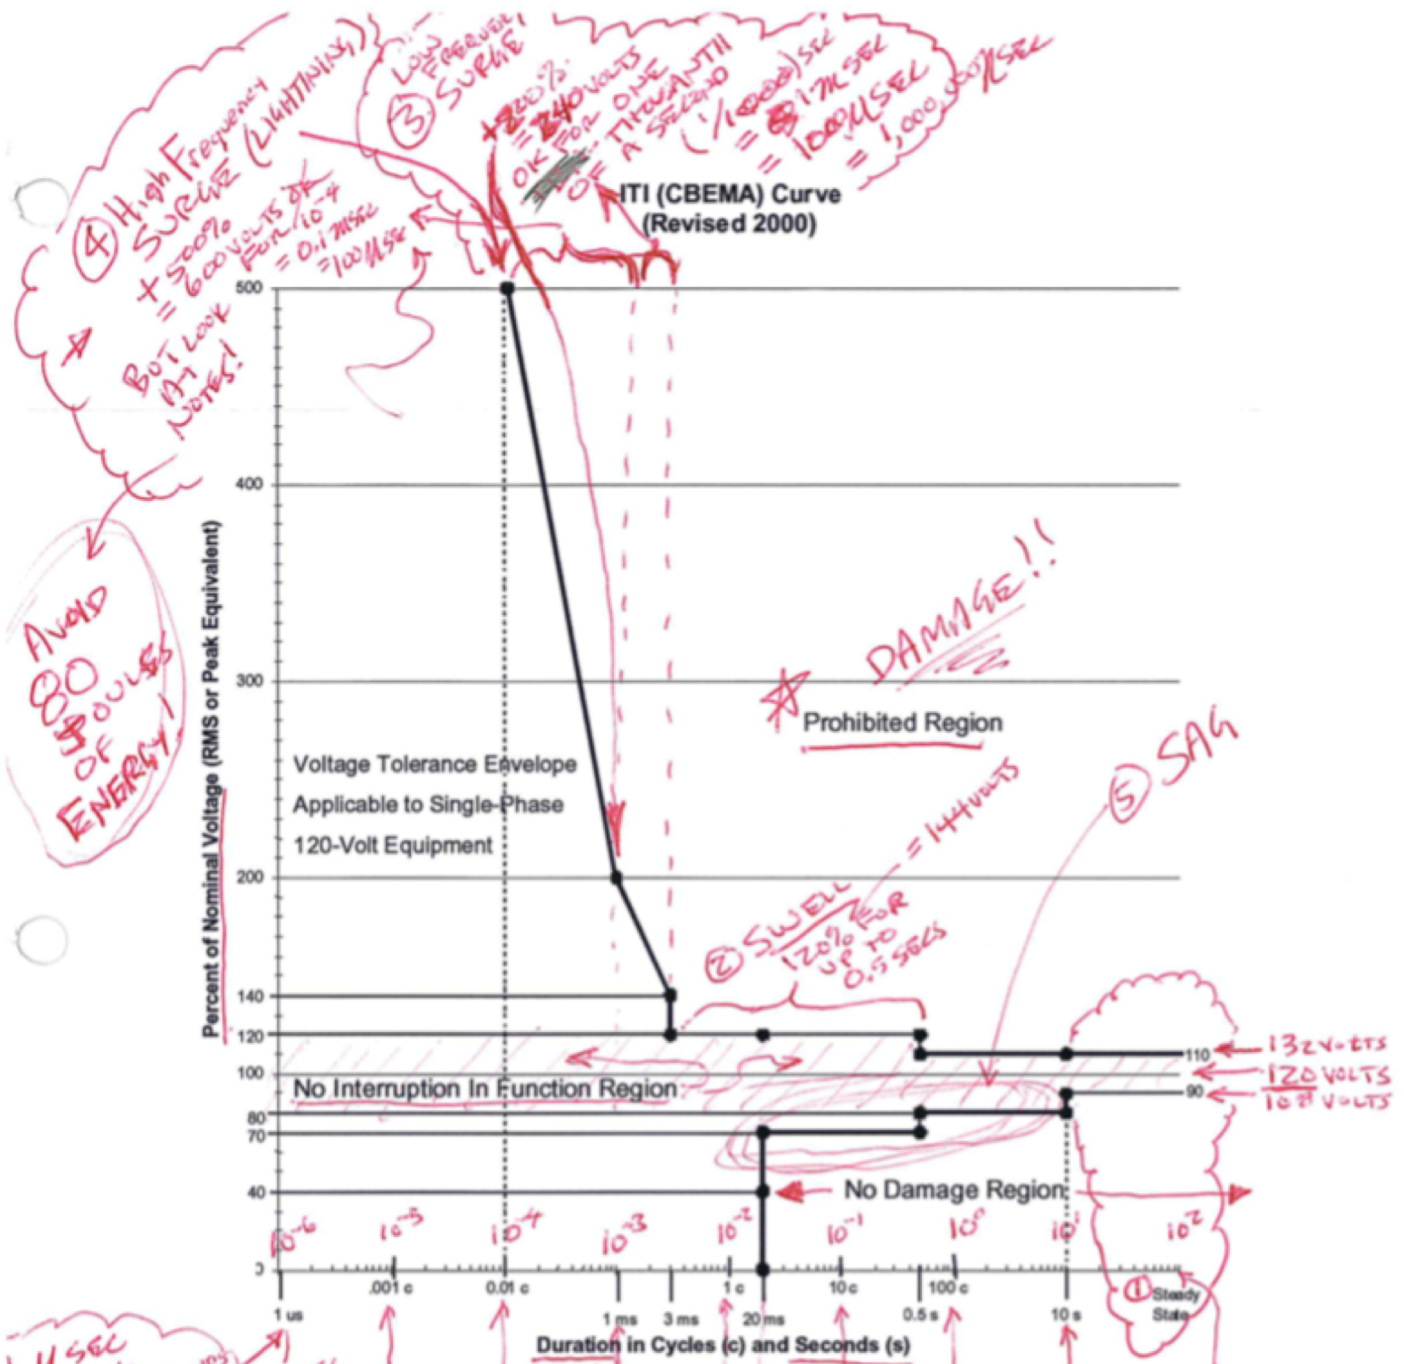 ④ High Frequency
SURGE (LIGHTNING)
+ 500%
= 600 VOLTS OK
FOR 10⁻⁴
= 0.1 MSEC
= 100 µSEC
BUT LOOK
AT
NOTES!
③ LOW
FREQUENCY
SURGE
+200%
= 240 VOLTS
OK FOR ONE
THOUSANTH
OF A SECOND
(1/10000) SEC
= .1 MSEC
= 100 µSEC
= 1,000,000 ηSEC
ITI (CBEMA) Curve
(Revised 2000)
500
400
300
200
140
120
100
80
70
40
0
Percent of Nominal Voltage (RMS or Peak Equivalent)
AVOID
80
JOULES
OF
ENERGY!
DAMAGE!!
Prohibited Region
Voltage Tolerance Envelope
Applicable to Single-Phase
120-Volt Equipment
⑤ SAG
② SWELL = 144 VOLTS
120% FOR
UP TO
0.5 SECS
110 132 VOLTS
120 VOLTS
90 108 VOLTS
No Interruption In Function Region
No Damage Region
10⁻⁶ 10⁻⁵ 10⁻⁴ 10⁻³ 10⁻² 10⁻¹ 10⁰ 10¹ 10²
.001 c 0.01 c 1 c 10 c 100 c
1 us 1 ms 3 ms 20 ms 0.5 s 10 s
① Steady
State
Duration in Cycles (c) and Seconds (s)
µSEC